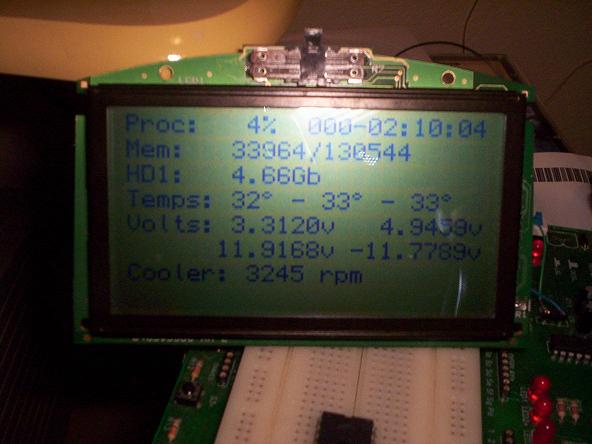 Proc: 4% 000-02:10:04
Mem: 33964/130544
HD1: 4.66Gb
Temps: 32° - 33° - 33°
Volts: 3.3120v 4.9459v
11.9168v -11.7789v
Cooler: 3245 rpm